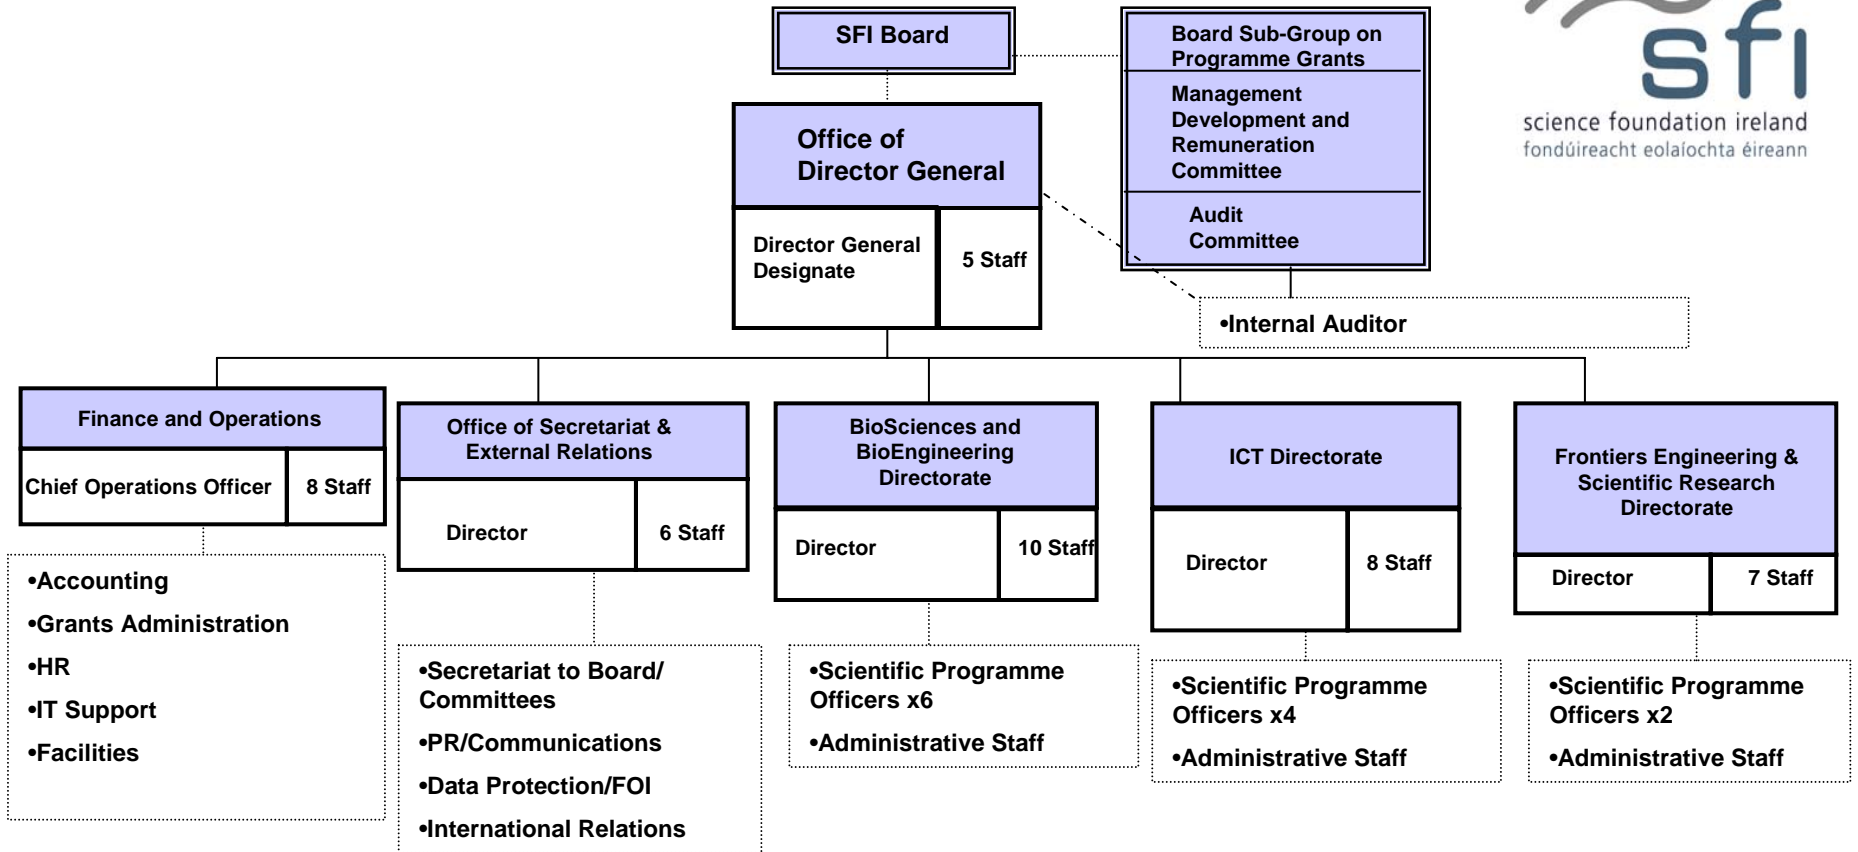 SFI Board
Board Sub-Group on
Programme Grants
Management
Development and
Remuneration
Committee
Audit
Committee
sfi
science foundation ireland
fondúireacht eolaíochta éireann
Office of
Director General
Director General
Designate
5 Staff
•Internal Auditor
Finance and Operations
Chief Operations Officer
8 Staff
•Accounting
•Grants Administration
•HR
•IT Support
•Facilities
Office of Secretariat &
External Relations
Director
6 Staff
•Secretariat to Board/
Committees
•PR/Communications
•Data Protection/FOI
•International Relations
BioSciences and
BioEngineering
Directorate
Director
10 Staff
•Scientific Programme
Officers x6
•Administrative Staff
ICT Directorate
Director
8 Staff
•Scientific Programme
Officers x4
•Administrative Staff
Frontiers Engineering &
Scientific Research
Directorate
Director
7 Staff
•Scientific Programme
Officers x2
•Administrative Staff